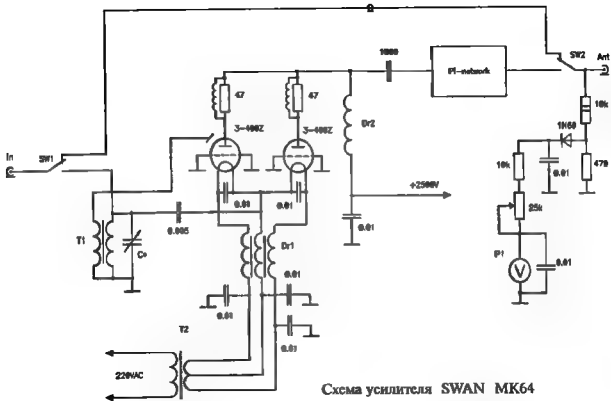 SW2
Ant
1000
Pi-network
47
47
Dr2
10k
3-400Z
3-400Z
1N60
In
SW1
10k
0.01
470
+2500V
0.01
0.01
25k
T1
C*
0.005
Dr1
0.01
P1
V
0.01
0.01
0.01
0.01
T2
220VAC
Схема усилителя SWAN MK64